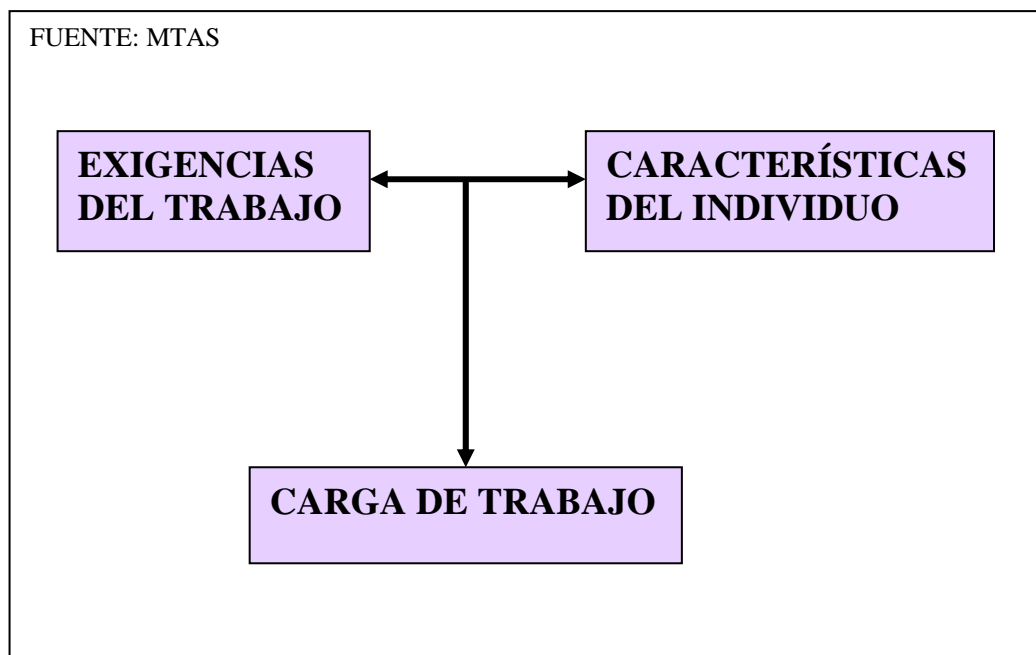 FUENTE: MTAS
EXIGENCIAS
DEL TRABAJO
CARACTERÍSTICAS
DEL INDIVIDUO
CARGA DE TRABAJO